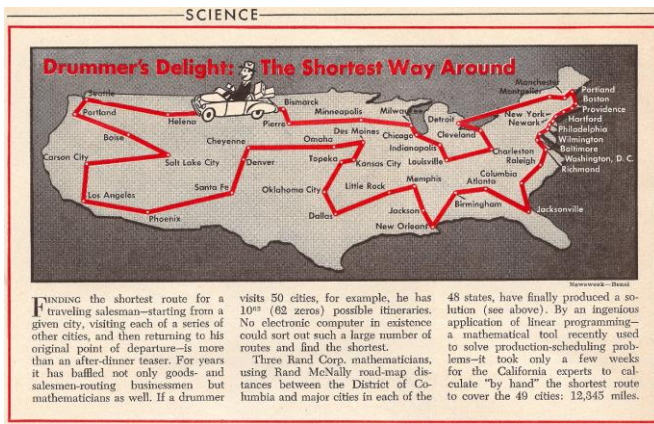 SCIENCE
Drummer's Delight: The Shortest Way Around
Seattle
Portland
Helena
Boise
Carson City
Salt Lake City
Los Angeles
Phoenix
Santa Fe
Denver
Cheyenne
Bismarck
Pierre
Minneapolis
Omaha
Des Moines
Topeka
Kansas City
Oklahoma City
Dallas
Little Rock
Memphis
Jackson
New Orleans
Milwaukee
Chicago
Indianapolis
Louisville
Detroit
Cleveland
Charleston
Raleigh
Columbia
Atlanta
Birmingham
Jacksonville
Manchester
Montpelier
Portland
Boston
Providence
Hartford
New York
Newark
Philadelphia
Wilmington
Baltimore
Washington, D. C.
Richmond
FINDING the shortest route for a
traveling salesman—starting from a
given city, visiting each of a series of
other cities, and then returning to his
original point of departure—is more
than an after-dinner teaser. For years
it has baffled not only goods- and
salesmen-routing businessmen but
mathematicians as well. If a drummer
visits 50 cities, for example, he has
10⁶² (62 zeros) possible itineraries.
No electronic computer in existence
could sort out such a large number of
routes and find the shortest.
Three Rand Corp. mathematicians,
using Rand McNally road-map dis-
tances between the District of Co-
lumbia and major cities in each of the
48 states, have finally produced a so-
lution (see above). By an ingenious
application of linear programming—
a mathematical tool recently used
to solve production-scheduling prob-
lems—it took only a few weeks
for the California experts to cal-
culate "by hand" the shortest route
to cover the 49 cities: 12,345 miles.